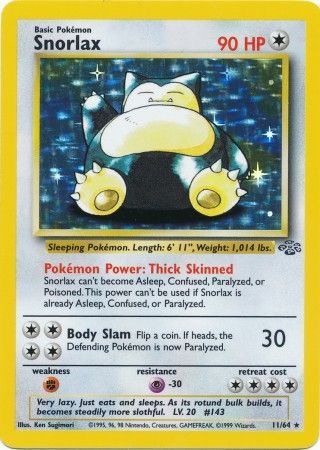 Basic Pokémon
Snorlax 90 HP
Sleeping Pokémon. Length: 6' 11", Weight: 1,014 lbs.
Pokémon Power: Thick Skinned
Snorlax can't become Asleep, Confused, Paralyzed, or
Poisoned. This power can't be used if Snorlax is
already Asleep, Confused, or Paralyzed.
Body Slam Flip a coin. If heads, the
Defending Pokémon is now Paralyzed.
30
weakness resistance retreat cost
-30
Very lazy. Just eats and sleeps. As its rotund bulk builds, it
becomes steadily more slothful. LV. 20 #143
Illus. Ken Sugimori ©1995, 96, 98 Nintendo, Creatures, GAMEFREAK. ©1999 Wizards. 11/64 ★